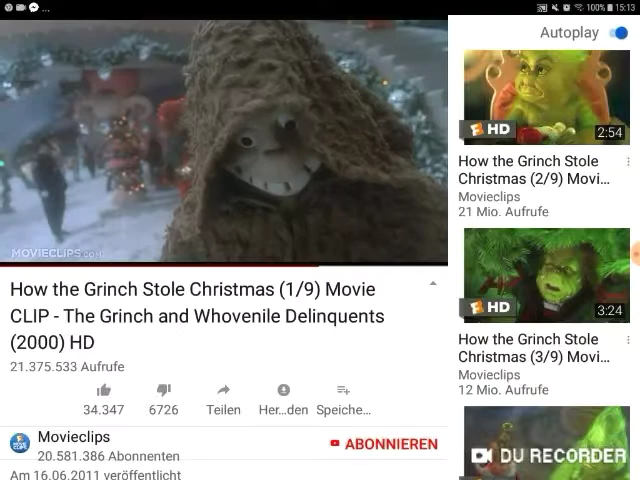 ...
100% 15:13
MOVIECLIPS.COM
How the Grinch Stole Christmas (1/9) Movie
CLIP - The Grinch and Whovenile Delinquents
(2000) HD
21.375.533 Aufrufe
34.347
6726
Teilen
Her...den
Speiche...
Movieclips
20.581.386 Abonnenten
ABONNIEREN
Am 16.06.2011 veröffentlicht
Autoplay
HD
2:54
How the Grinch Stole
Christmas (2/9) Movi...
Movieclips
21 Mio. Aufrufe
HD
3:24
How the Grinch Stole
Christmas (3/9) Movi...
Movieclips
12 Mio. Aufrufe
DU RECORDER